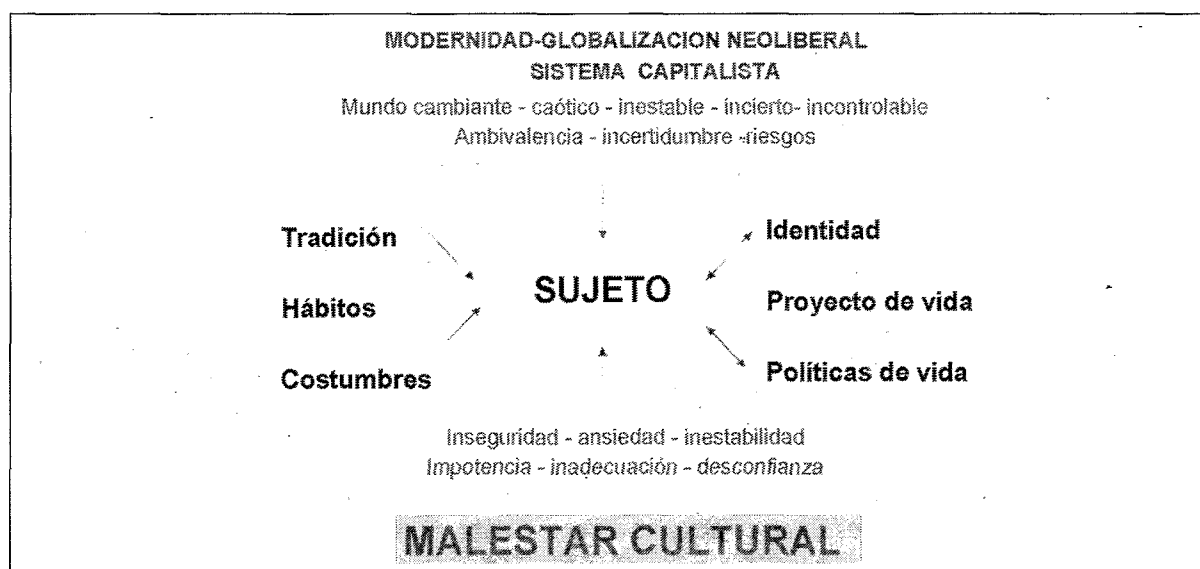 MODERNIDAD-GLOBALIZACION NEOLIBERAL
SISTEMA CAPITALISTA
Mundo cambiante - caótico - inestable - incierto- incontrolable
Ambivalencia - incertidumbre -riesgos
Tradición
Identidad
SUJETO
Hábitos
Proyecto de vida
Costumbres
Políticas de vida
Inseguridad - ansiedad - inestabilidad
Impotencia - inadecuación - desconfianza
MALESTAR CULTURAL